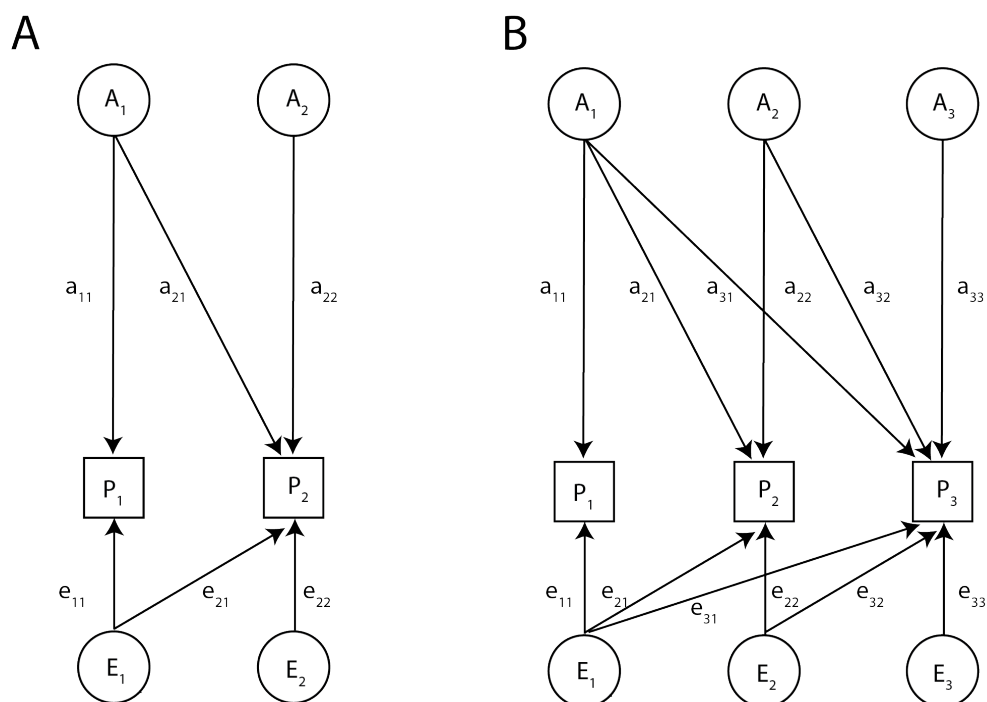 A B
A₁ A₂ A₁ A₂ A₃
a₁₁ a₂₁ a₂₂ a₁₁ a₂₁ a₃₁ a₂₂ a₃₂ a₃₃
P₁ P₂ P₁ P₂ P₃
e₁₁ e₂₁ e₂₂ e₁₁ e₂₁ e₃₁ e₂₂ e₃₂ e₃₃
E₁ E₂ E₁ E₂ E₃